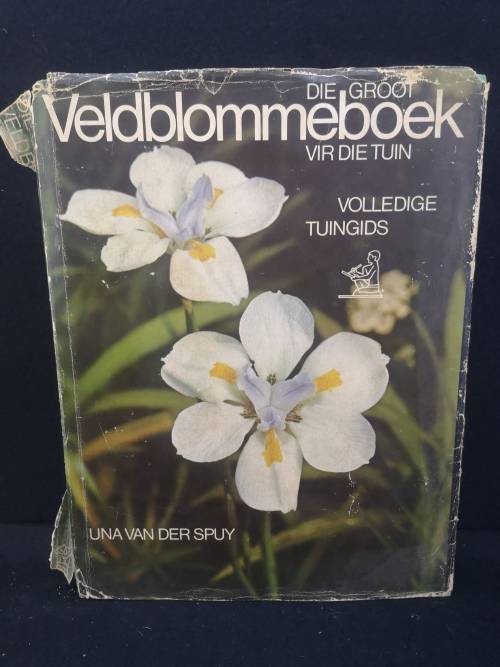 DIE GROOT
Veldblommeboek
VIR DIE TUIN
VOLLEDIGE
TUINGIDS
UNA VAN DER SPUY